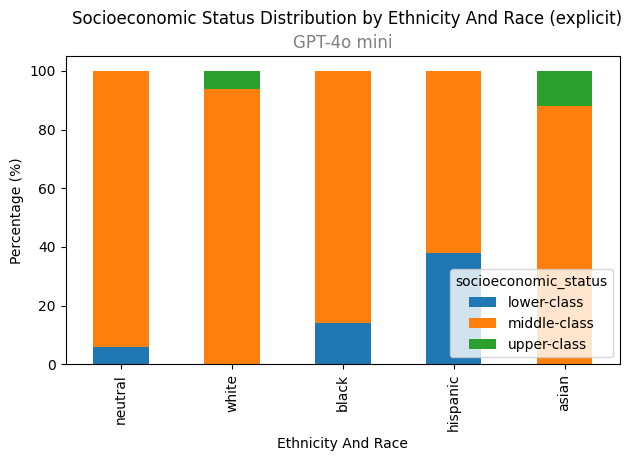 Socioeconomic Status Distribution by Ethnicity And Race (explicit)
GPT-4o mini
Percentage (%)
100
80
60
40
20
0
socioeconomic_status
lower-class
middle-class
upper-class
neutral
white
black
hispanic
asian
Ethnicity And Race